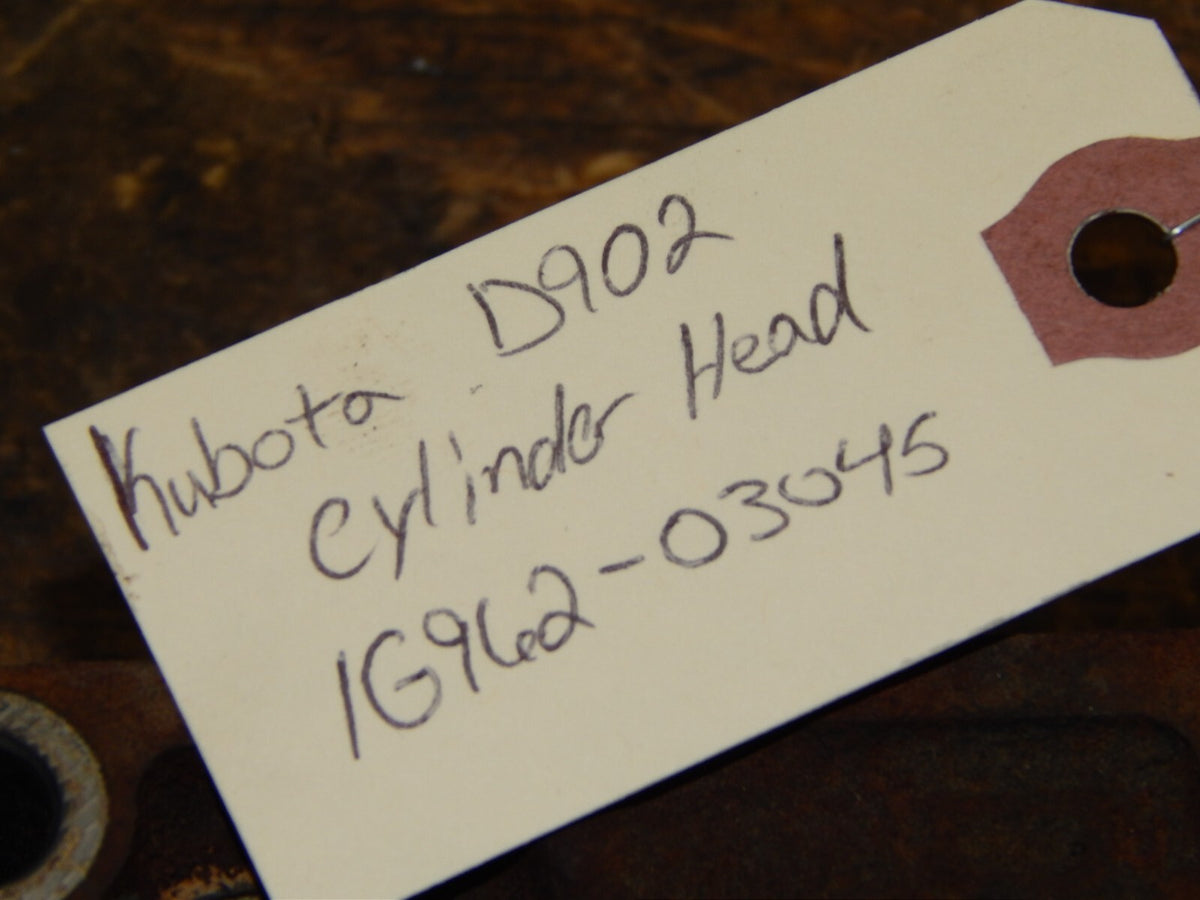 Kubota D902
Cylinder Head
1G962-03045